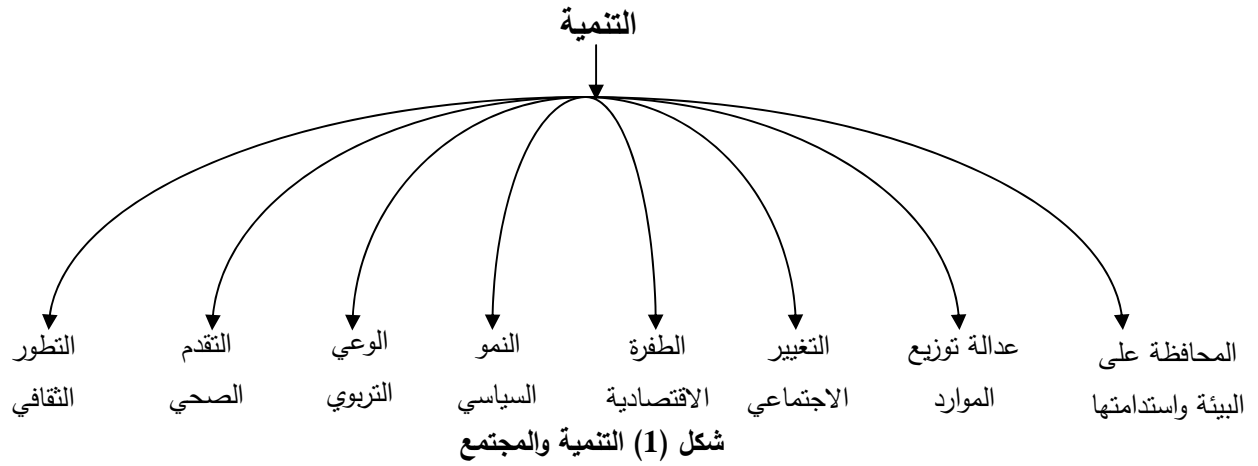 التنمية
المحافظة على
البيئة واستدامتها
عدالة توزيع
الموارد
التغيير
الاجتماعي
الطفرة
الاقتصادية
النمو
السياسي
الوعي
التربوي
التقدم
الصحي
التطور
الثقافي
شكل (1) التنمية والمجتمع